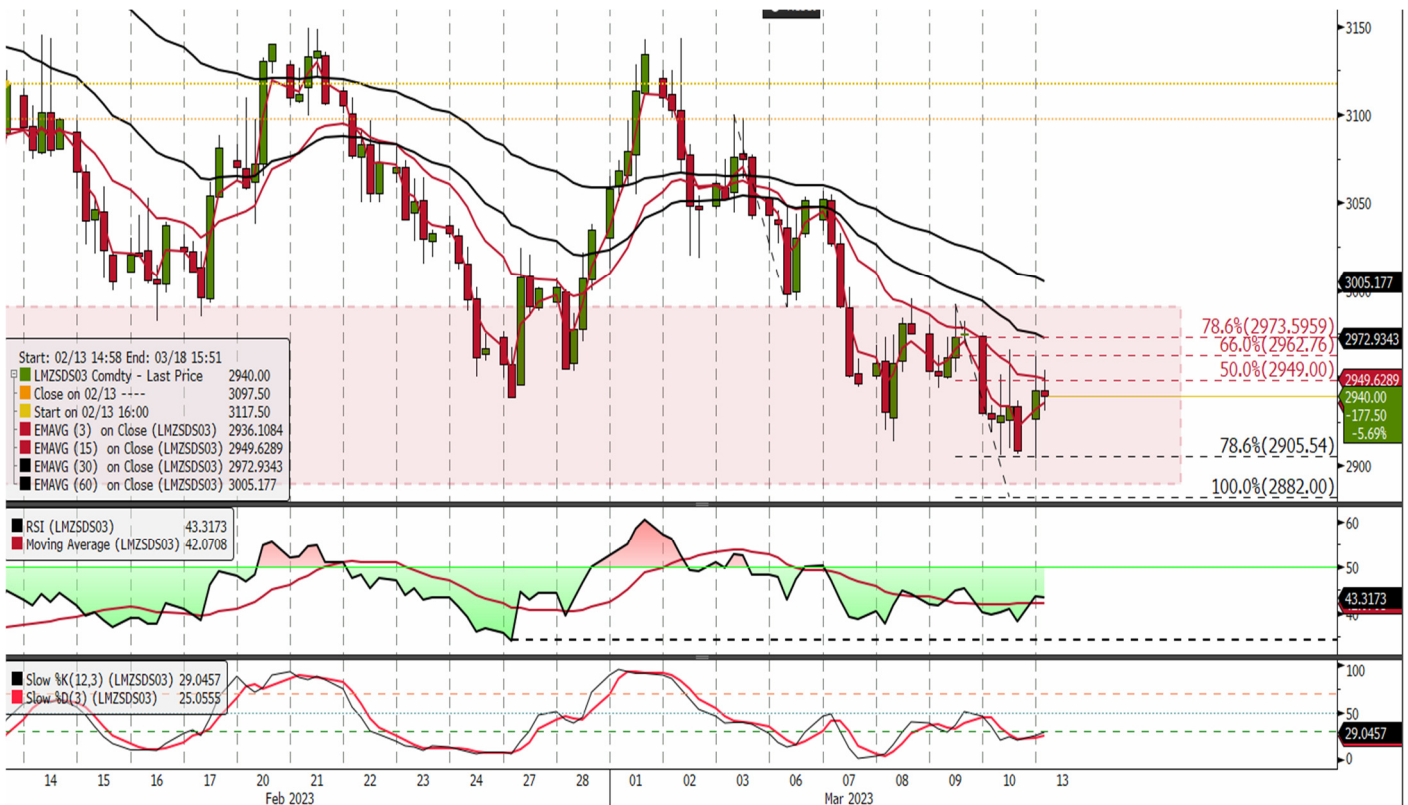 3150
3100
3050
3005.177
3000
78.6%(2973.5959)
2972.9343
66.0%(2962.76)
50.0%(2949.00)
2949.6289
2940.00
-177.50
-5.69%
78.6%(2905.54)
2900
100.0%(2882.00)
Start: 02/13 14:58 End: 03/18 15:51
LMZSDS03 Comdty - Last Price 2940.00
Close on 02/13 ---- 3097.50
Start on 02/13 16:00 3117.50
EMAVG (3) on Close (LMZSDS03) 2936.1084
EMAVG (15) on Close (LMZSDS03) 2949.6289
EMAVG (30) on Close (LMZSDS03) 2972.9343
EMAVG (60) on Close (LMZSDS03) 3005.177
RSI (LMZSDS03) 43.3173
Moving Average (LMZSDS03) 42.0708
60
50
43.3173
40
Slow %K(12,3) (LMZSDS03) 29.0457
Slow %D(3) (LMZSDS03) 25.0555
100
50
29.0457
0
14 15 16 17 20 21 22 23 24 27 28 01 02 03 06 07 08 09 10 13
Feb 2023 Mar 2023